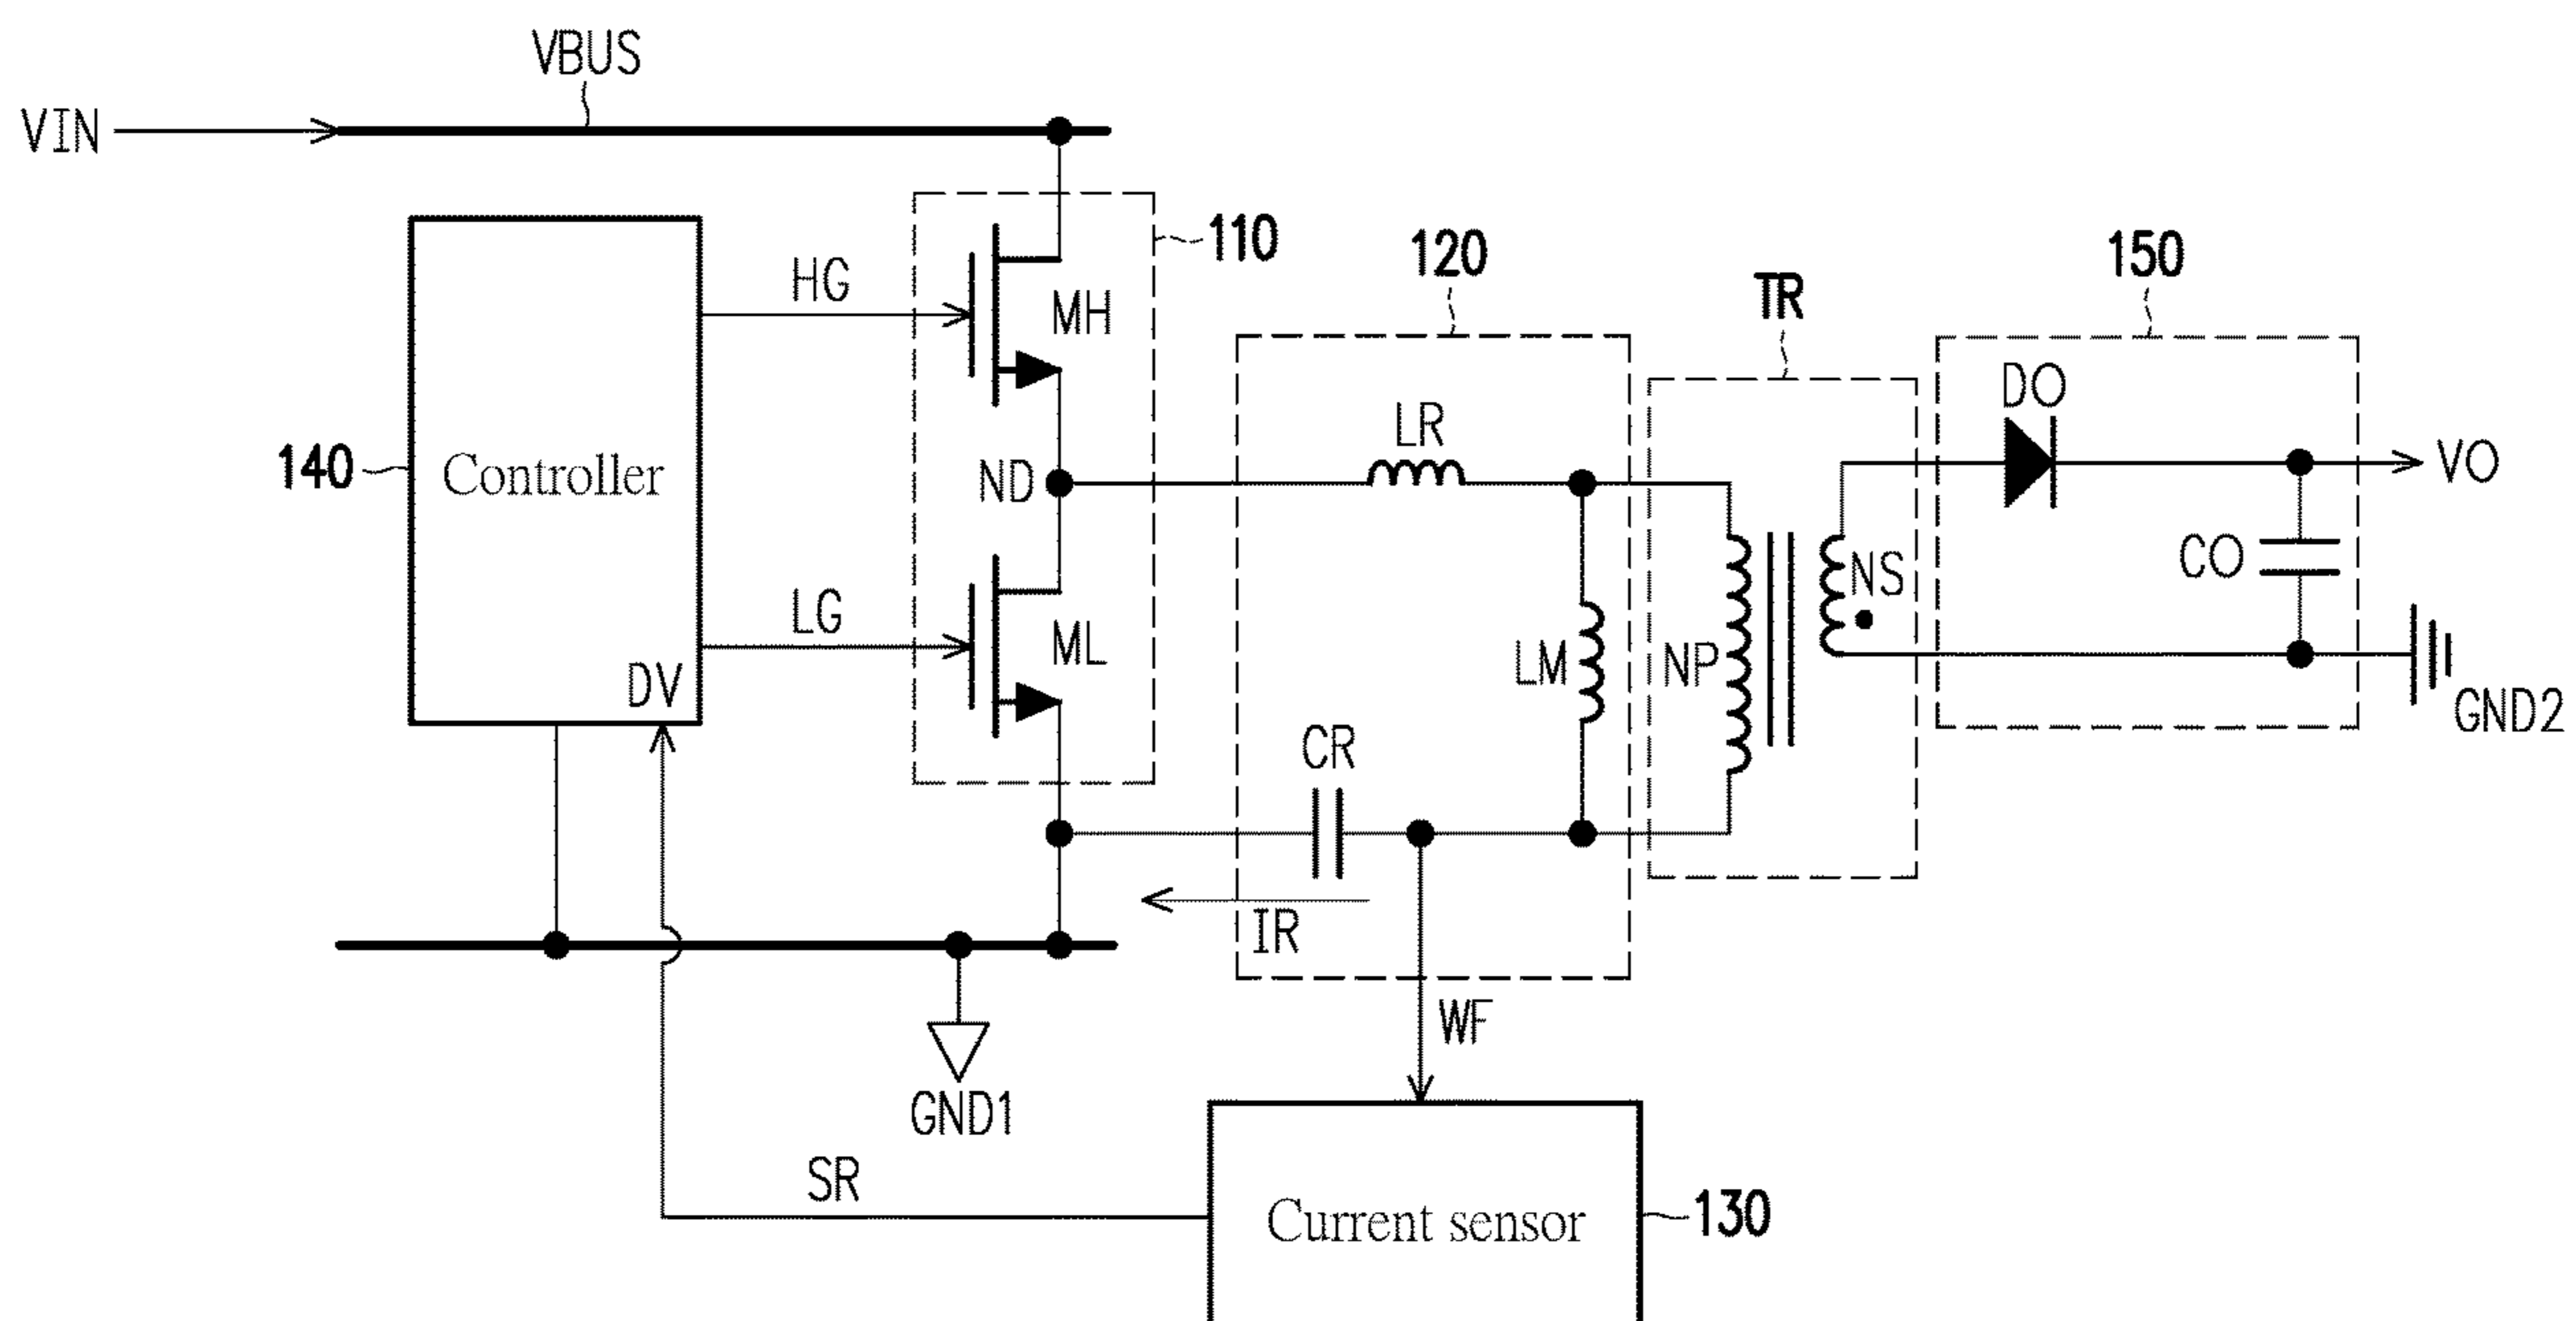 VBUS
VIN
110
120
150
HG
MH
TR
DO
LR
140
Controller
ND
VO
CO
NS
LG
ML
LM
NP
DV
GND2
CR
IR
WF
GND1
SR
Current sensor
130